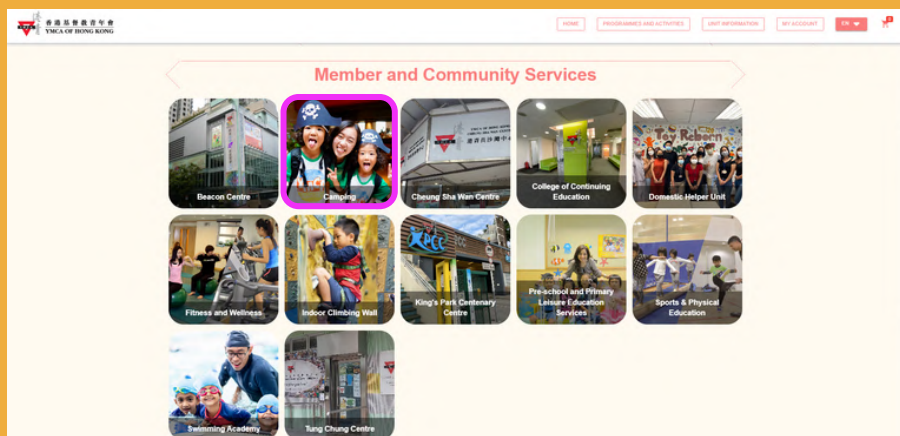 香港基督教青年會
YMCA OF HONG KONG
HOME
PROGRAMMES AND ACTIVITIES
UNIT INFORMATION
MY ACCOUNT
EN
Member and Community Services
Beacon Centre
Camping
Cheung Sha Wan Centre
College of Continuing
Education
Domestic Helper Unit
Fitness and Wellness
Indoor Climbing Wall
King's Park Centenary
Centre
Pre-school and Primary
Leisure Education
Services
Sports & Physical
Education
Swimming Academy
Tung Chung Centre